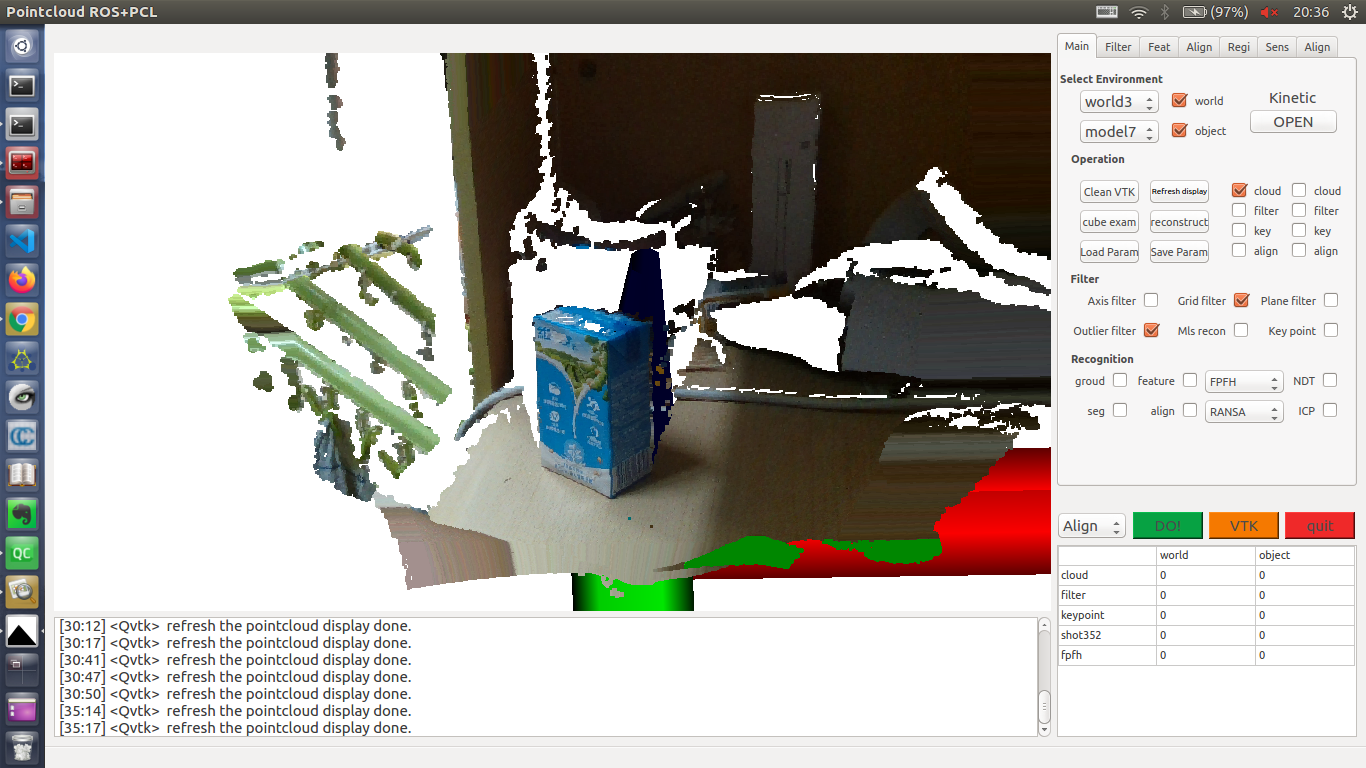 Pointcloud ROS+PCL
(97%) 20:36
Main Filter Feat Align Regi Sens Align
Select Environment
world3 world Kinetic
OPEN
model7 object
Operation
Clean VTK Refresh display cloud cloud
filter filter
cube exam reconstruct key key
Load Param Save Param align align
Filter
Axis filter Grid filter Plane filter
Outlier filter Mls recon Key point
Recognition
groud feature FPFH NDT
seg align RANSA ICP
Align DO! VTK quit
world object
cloud 0 0
filter 0 0
keypoint 0 0
shot352 0 0
fpfh 0 0
[30:12] <Qvtk> refresh the pointcloud display done.
[30:17] <Qvtk> refresh the pointcloud display done.
[30:41] <Qvtk> refresh the pointcloud display done.
[30:47] <Qvtk> refresh the pointcloud display done.
[30:50] <Qvtk> refresh the pointcloud display done.
[35:14] <Qvtk> refresh the pointcloud display done.
[35:17] <Qvtk> refresh the pointcloud display done.
QC